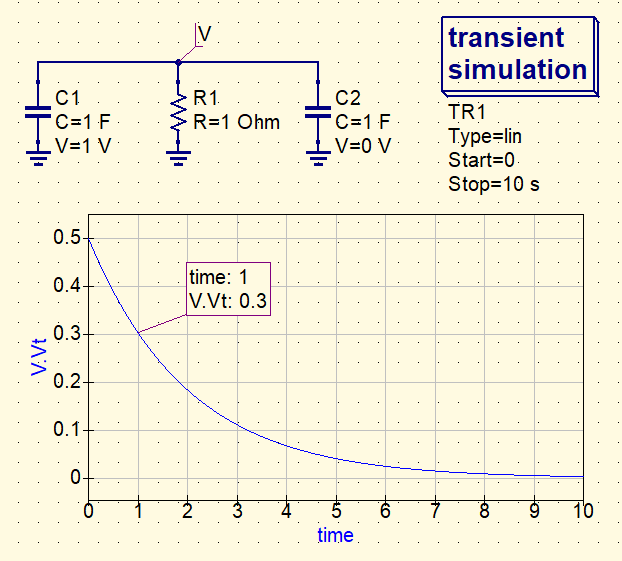 V
transient
simulation
C1
C=1 F
V=1 V
R1
R=1 Ohm
C2
C=1 F
V=0 V
TR1
Type=lin
Start=0
Stop=10 s
0.5
0.4
0.3
0.2
0.1
0
V.Vt
time: 1
V.Vt: 0.3
0 1 2 3 4 5 6 7 8 9 10
time